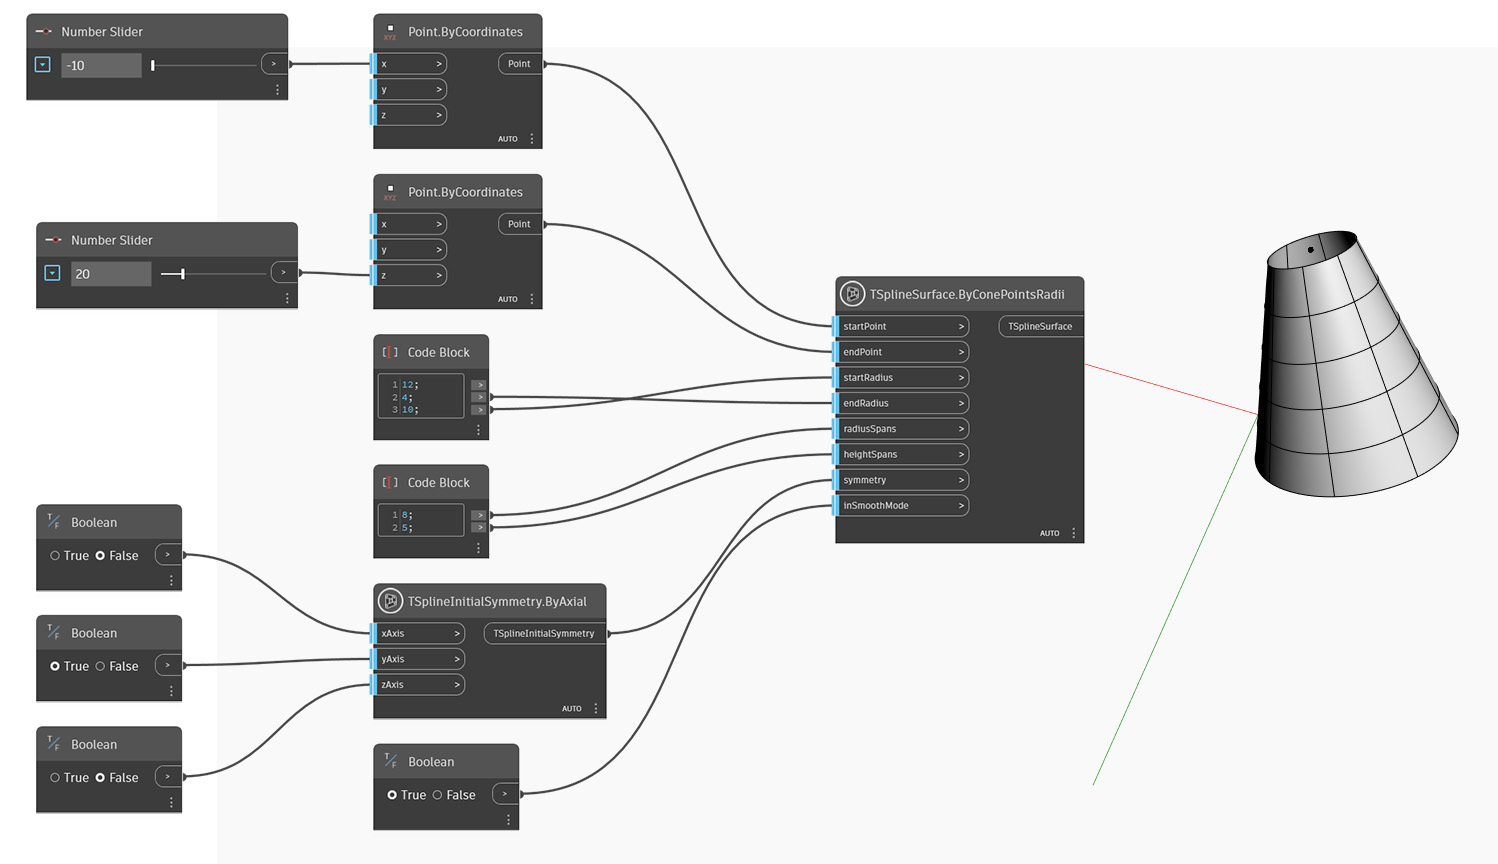 Number Slider
-10
>
Point.ByCoordinates
XYZ
x >
y >
z >
Point
AUTO
Point.ByCoordinates
XYZ
x >
y >
z >
Point
AUTO
Number Slider
20
>
Code Block
1 12;
2 4;
3 10;
>
>
>
Code Block
1 8;
2 5;
>
>
TSplineSurface.ByConePointsRadii
startPoint >
endPoint >
startRadius >
endRadius >
radiusSpans >
heightSpans >
symmetry >
inSmoothMode >
TSplineSurface
AUTO
T/F Boolean
True False >
T/F Boolean
True False >
T/F Boolean
True False >
TSplineInitialSymmetry.ByAxial
xAxis >
yAxis >
zAxis >
TSplineInitialSymmetry
AUTO
T/F Boolean
True False >